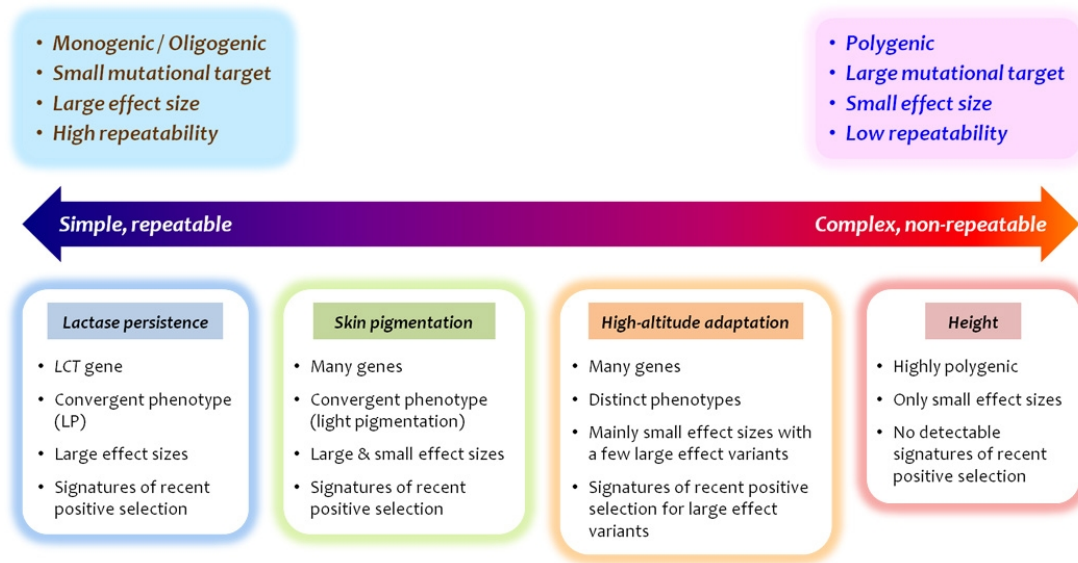 • Monogenic / Oligogenic
• Small mutational target
• Large effect size
• High repeatability
• Polygenic
• Large mutational target
• Small effect size
• Low repeatability
Simple, repeatable
Complex, non-repeatable
Lactase persistence
• LCT gene
• Convergent phenotype
(LP)
• Large effect sizes
• Signatures of recent
positive selection
Skin pigmentation
• Many genes
• Convergent phenotype
(light pigmentation)
• Large & small effect sizes
• Signatures of recent
positive selection
High-altitude adaptation
• Many genes
• Distinct phenotypes
• Mainly small effect sizes with
a few large effect variants
• Signatures of recent positive
selection for large effect
variants
Height
• Highly polygenic
• Only small effect sizes
• No detectable
signatures of recent
positive selection